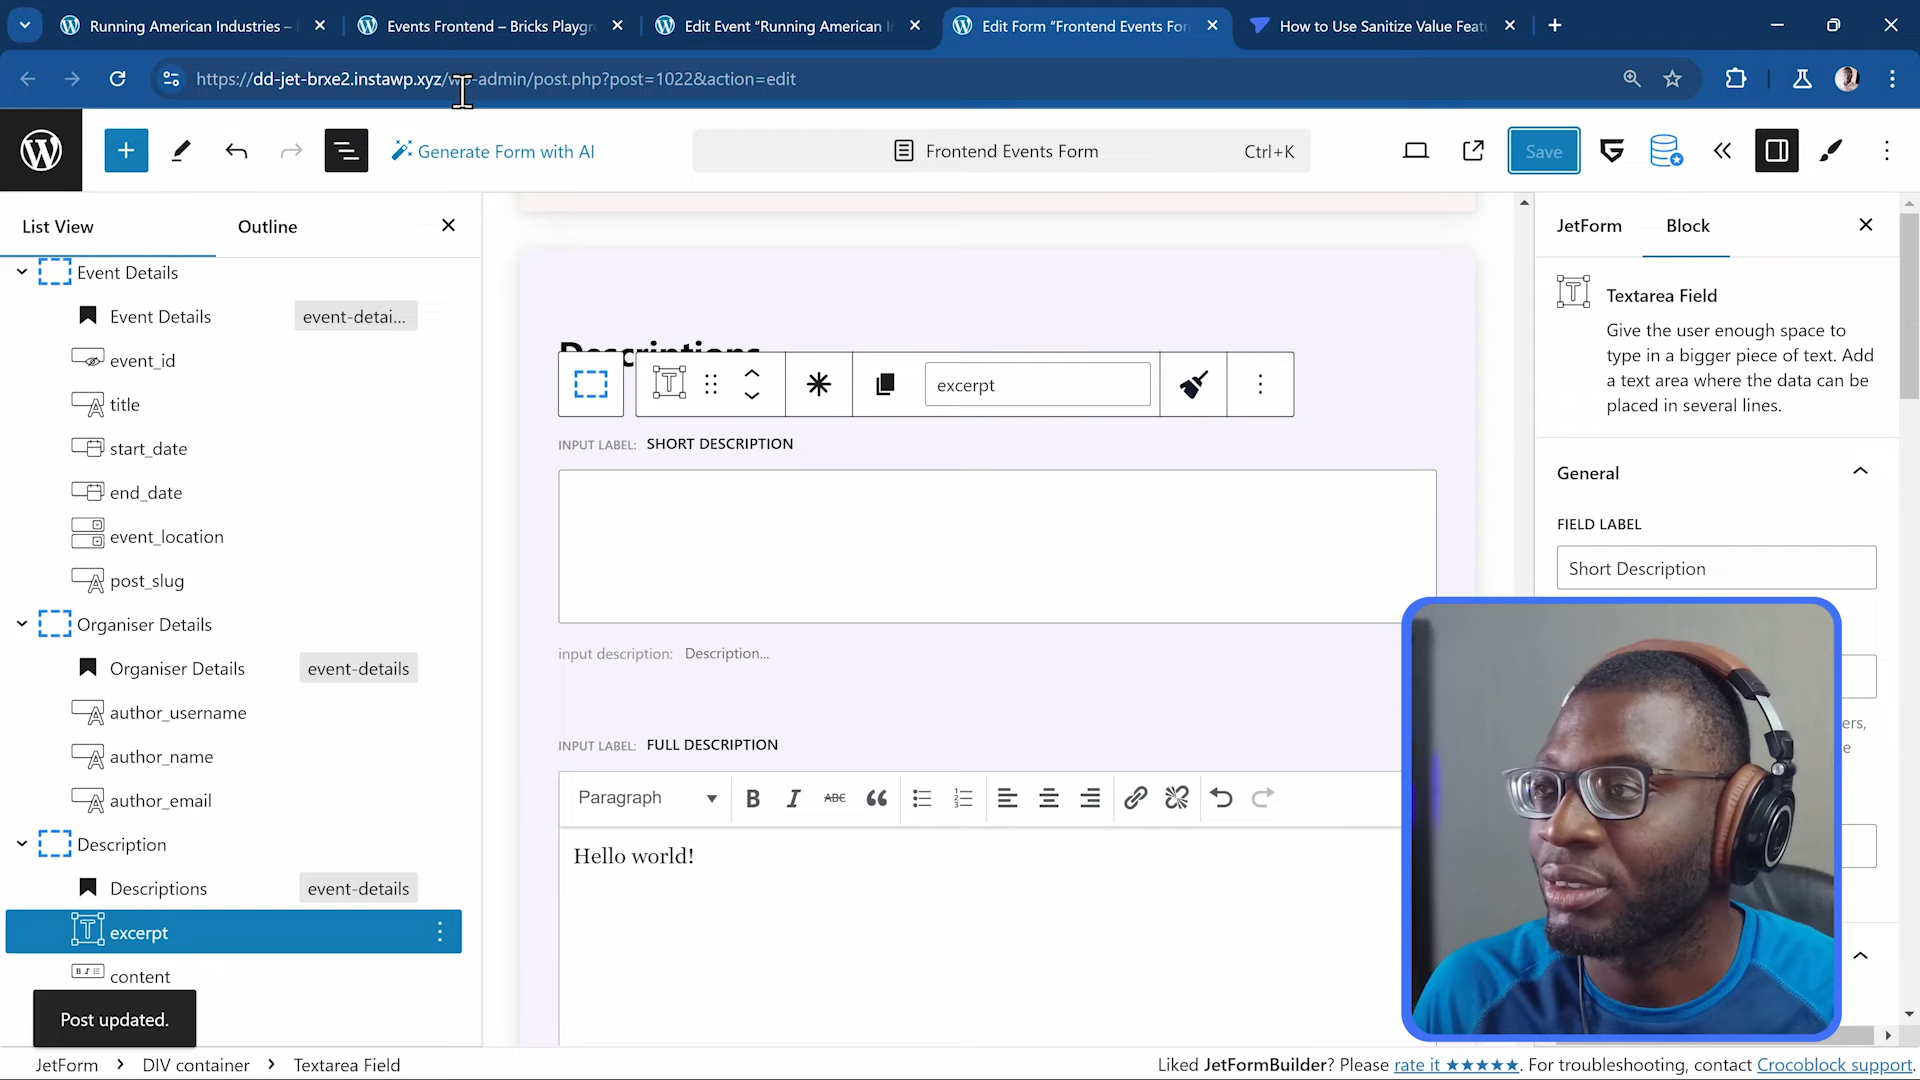 Running American Industries –
Events Frontend – Bricks Playgr
Edit Event “Running American I
Edit Form “Frontend Events For
How to Use Sanitize Value Feat
https://dd-jet-brxe2.instawp.xyz/wp-admin/post.php?post=1022&action=edit
Generate Form with AI
Frontend Events Form
Ctrl+K
Save
List View
Outline
Event Details
Event Details
event-detai...
event_id
title
start_date
end_date
event_location
post_slug
Organiser Details
Organiser Details
event-details
author_username
author_name
author_email
Description
Descriptions
event-details
excerpt
content
Post updated.
Descriptions
excerpt
INPUT LABEL: SHORT DESCRIPTION
input description: Description...
INPUT LABEL: FULL DESCRIPTION
Paragraph
B I ABC
Hello world!
JetForm
Block
Textarea Field
Give the user enough space to
type in a bigger piece of text. Add
a text area where the data can be
placed in several lines.
General
FIELD LABEL
Short Description
ers,
e
JetForm > DIV container > Textarea Field
Liked JetFormBuilder? Please rate it ★★★★★. For troubleshooting, contact Crocoblock support.